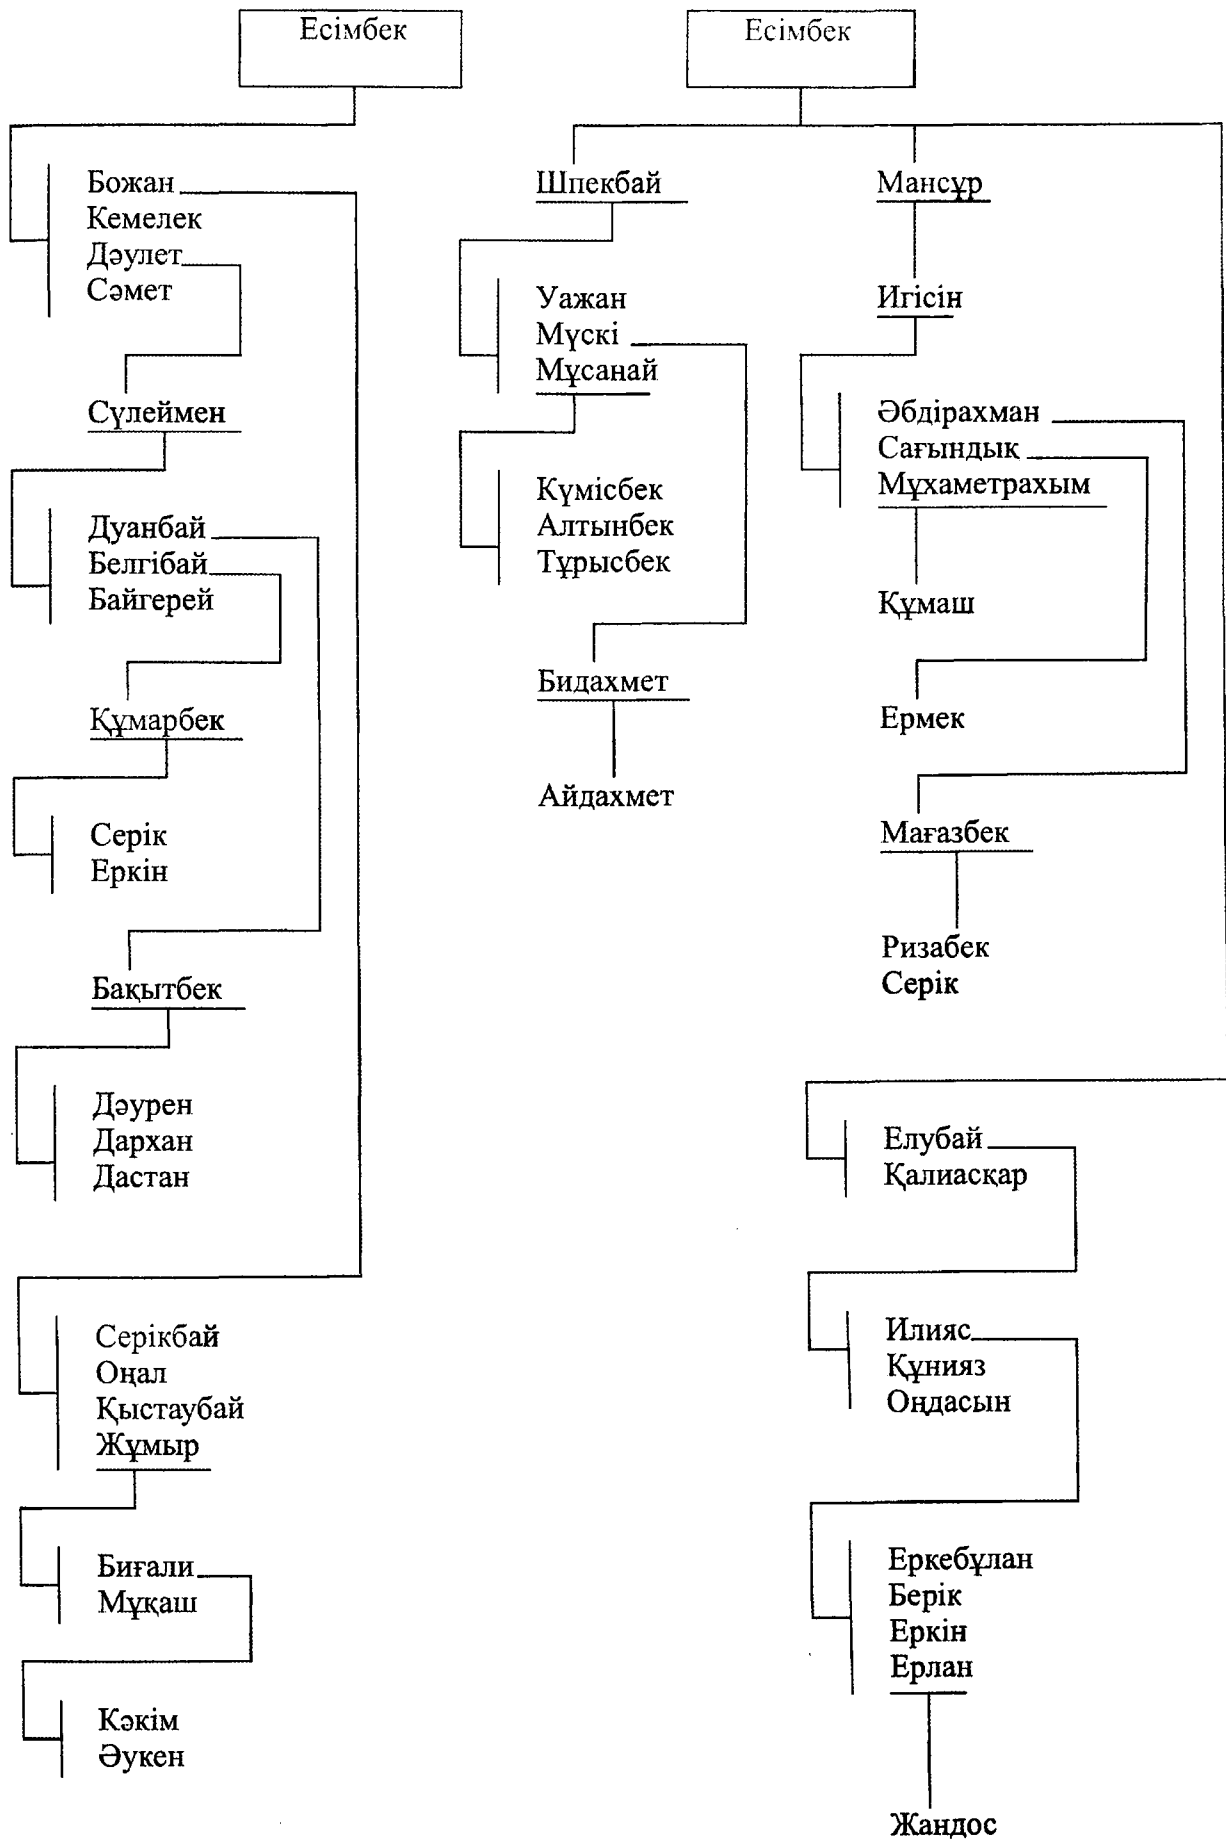 Есімбек
Божан
Кемелек
Дәулет
Сәмет
Сүлеймен
Дуанбай
Белгібай
Байгерей
Құмарбек
Серік
Еркін
Бақытбек
Дәурен
Дархан
Дастан
Серікбай
Оңал
Қыстаубай
Жұмыр
Биғали
Мұқаш
Кәкім
Әукен
Есімбек
Шпекбай
Уажан
Мүскі
Мұсанай
Күмісбек
Алтынбек
Тұрысбек
Бидахмет
Айдахмет
Мансұр
Игісін
Әбдірахман
Сағындық
Мұхаметрахым
Құмаш
Ермек
Мағазбек
Ризабек
Серік
Елубай
Қалиасқар
Илияс
Құнияз
Оңдасын
Еркебұлан
Берік
Еркін
Ерлан
Жандос